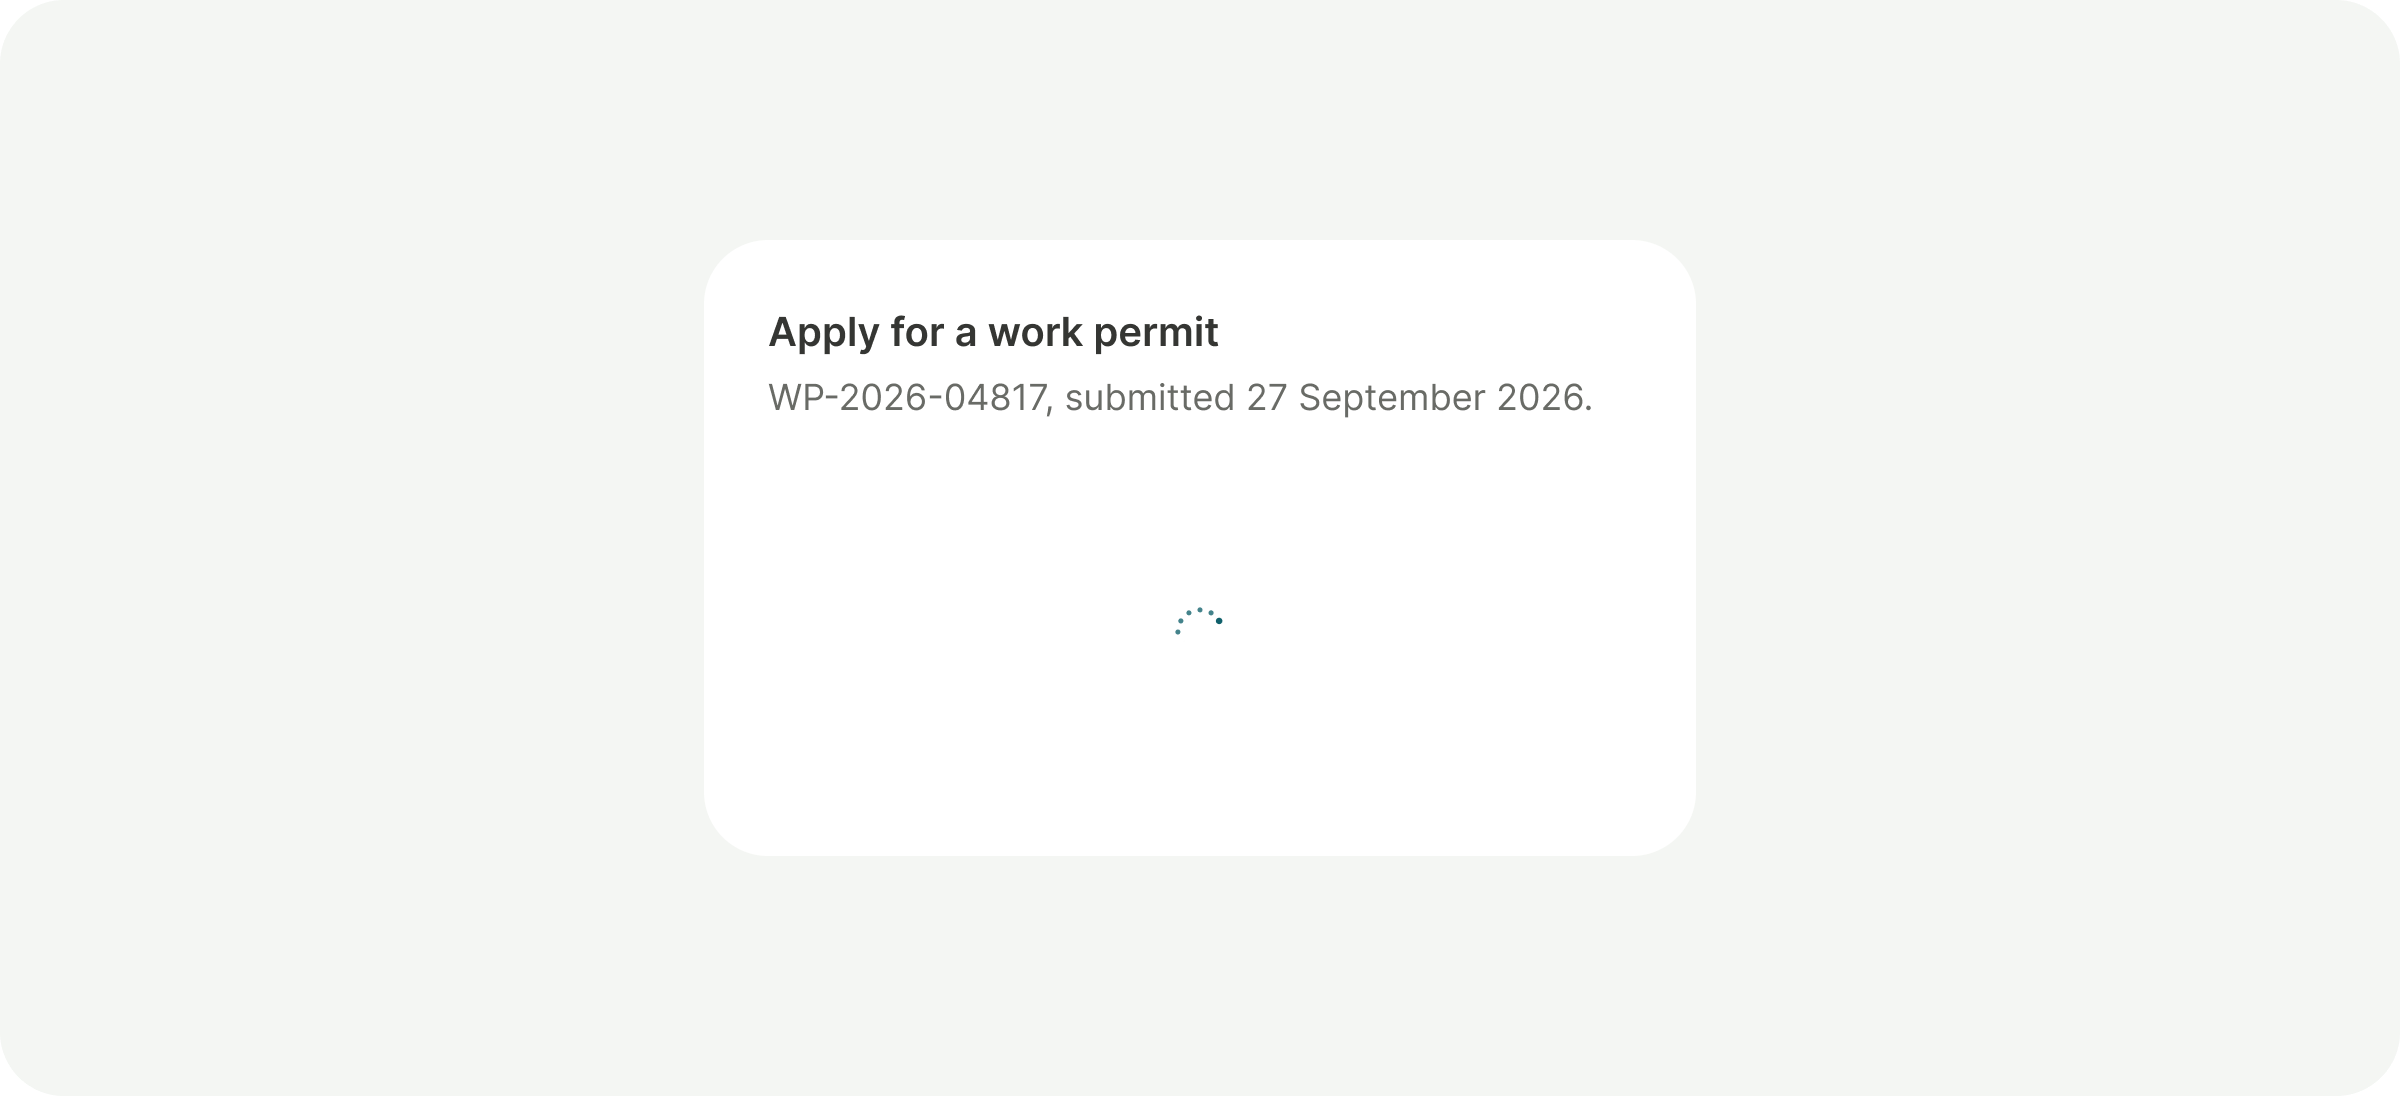 Apply for a work permit
WP-2026-04817, submitted 27 September 2026.